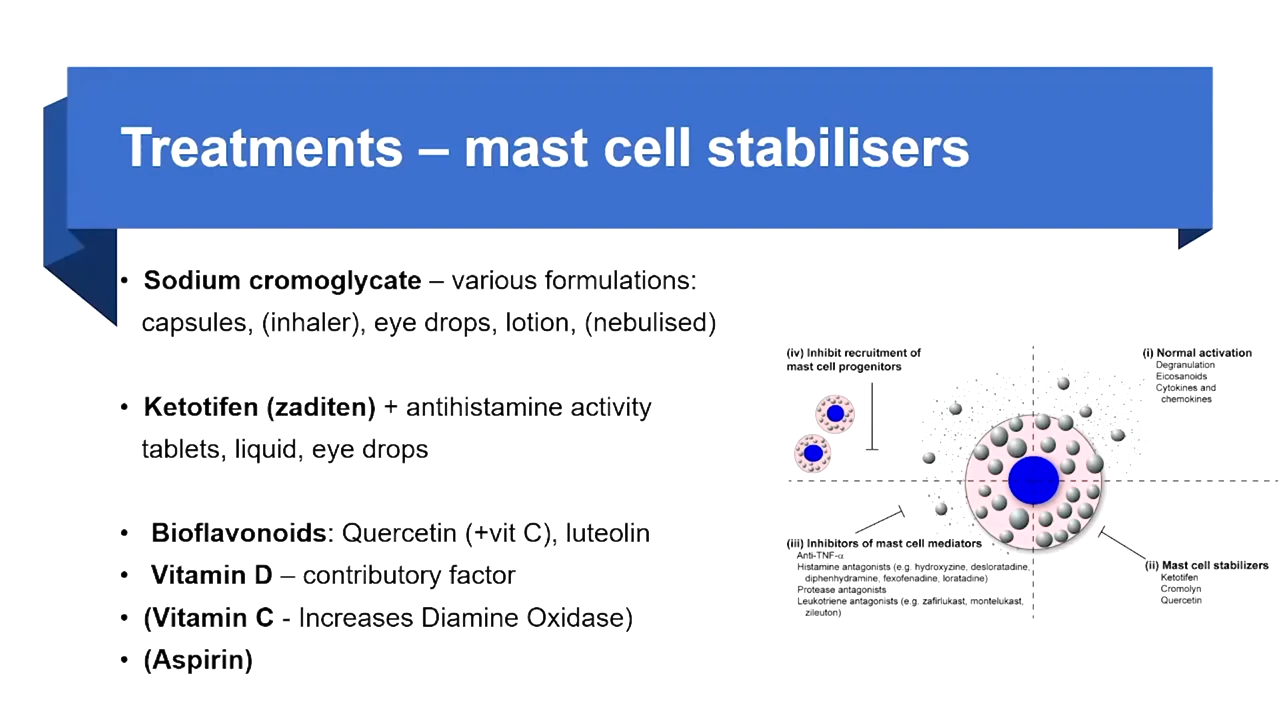 Treatments – mast cell stabilisers
• Sodium cromoglycate – various formulations:
capsules, (inhaler), eye drops, lotion, (nebulised)
• Ketotifen (zaditen) + antihistamine activity
tablets, liquid, eye drops
• Bioflavonoids: Quercetin (+vit C), luteolin
• Vitamin D – contributory factor
• (Vitamin C - Increases Diamine Oxidase)
• (Aspirin)
(iv) Inhibit recruitment of
mast cell progenitors
(i) Normal activation
Degranulation
Eicosanoids
Cytokines and
chemokines
(iii) Inhibitors of mast cell mediators
Anti-TNF-α
Histamine antagonists (e.g. hydroxyzine, desloratadine,
diphenhydramine, fexofenadine, loratadine)
Protease antagonists
Leukotriene antagonists (e.g. zafirlukast, montelukast,
zileuton)
(ii) Mast cell stabilizers
Ketotifen
Cromolyn
Quercetin